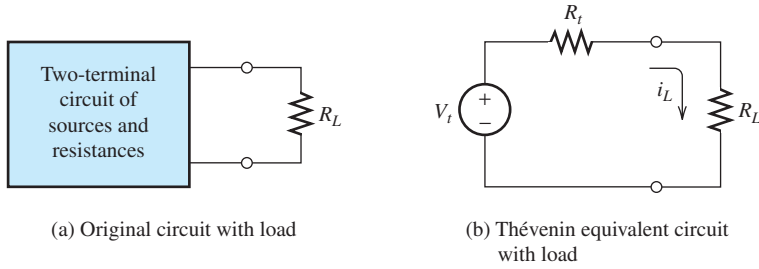 Two-terminal
circuit of
sources and
resistances
R_L
(a) Original circuit with load
R_t
V_t
+
−
i_L
R_L
(b) Thévenin equivalent circuit
with load